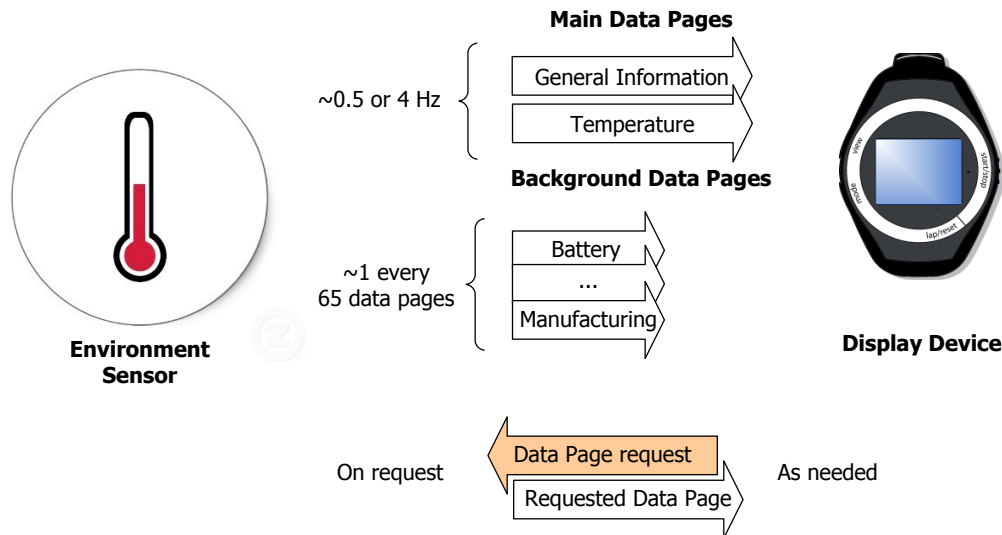 Main Data Pages
~0.5 or 4 Hz
General Information
Temperature
Background Data Pages
~1 every
65 data pages
Battery
...
Manufacturing
Environment
Sensor
view
mode
start/stop
lap/reset
Display Device
On request
Data Page request
Requested Data Page
As needed